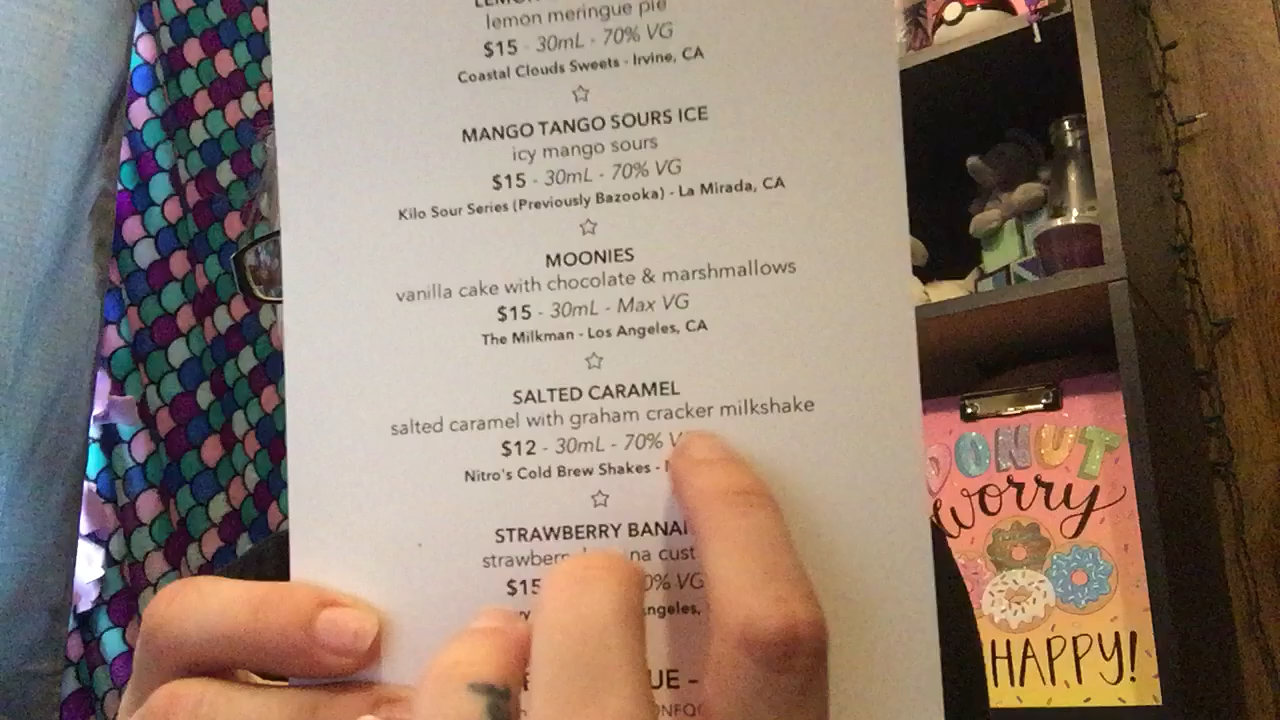 lemon meringue pie
$15 - 30mL - 70% VG
Coastal Clouds Sweets - Irvine, CA
MANGO TANGO SOURS ICE
icy mango sours
$15 - 30mL - 70% VG
Kilo Sour Series (Previously Bazooka) - La Mirada, CA
MOONIES
vanilla cake with chocolate & marshmallows
$15 - 30mL - Max VG
The Milkman - Los Angeles, CA
SALTED CARAMEL
salted caramel with graham cracker milkshake
$12 - 30mL - 70%
Nitro's Cold Brew Shakes -
STRAWBERRY
$15 VG
DONUT
worry
HAPPY!